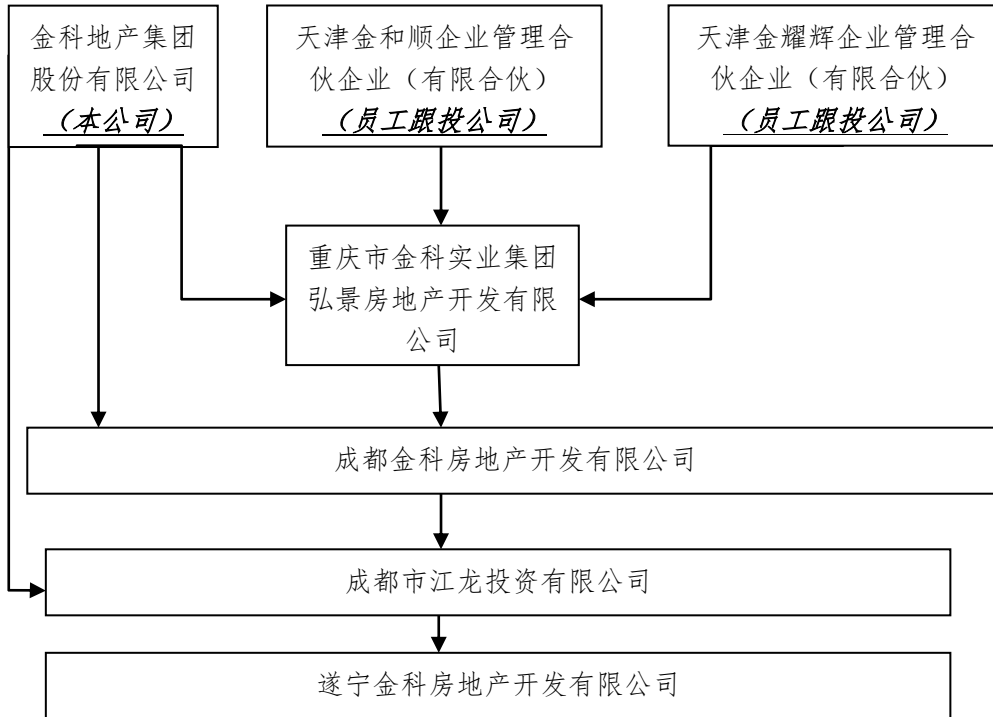 金科地产集团
股份有限公司
（本公司）
天津金和顺企业管理合
伙企业（有限合伙）
（员工跟投公司）
天津金耀辉企业管理合
伙企业（有限合伙）
（员工跟投公司）
重庆市金科实业集团
弘景房地产开发有限
公司
成都金科房地产开发有限公司
成都市江龙投资有限公司
遂宁金科房地产开发有限公司